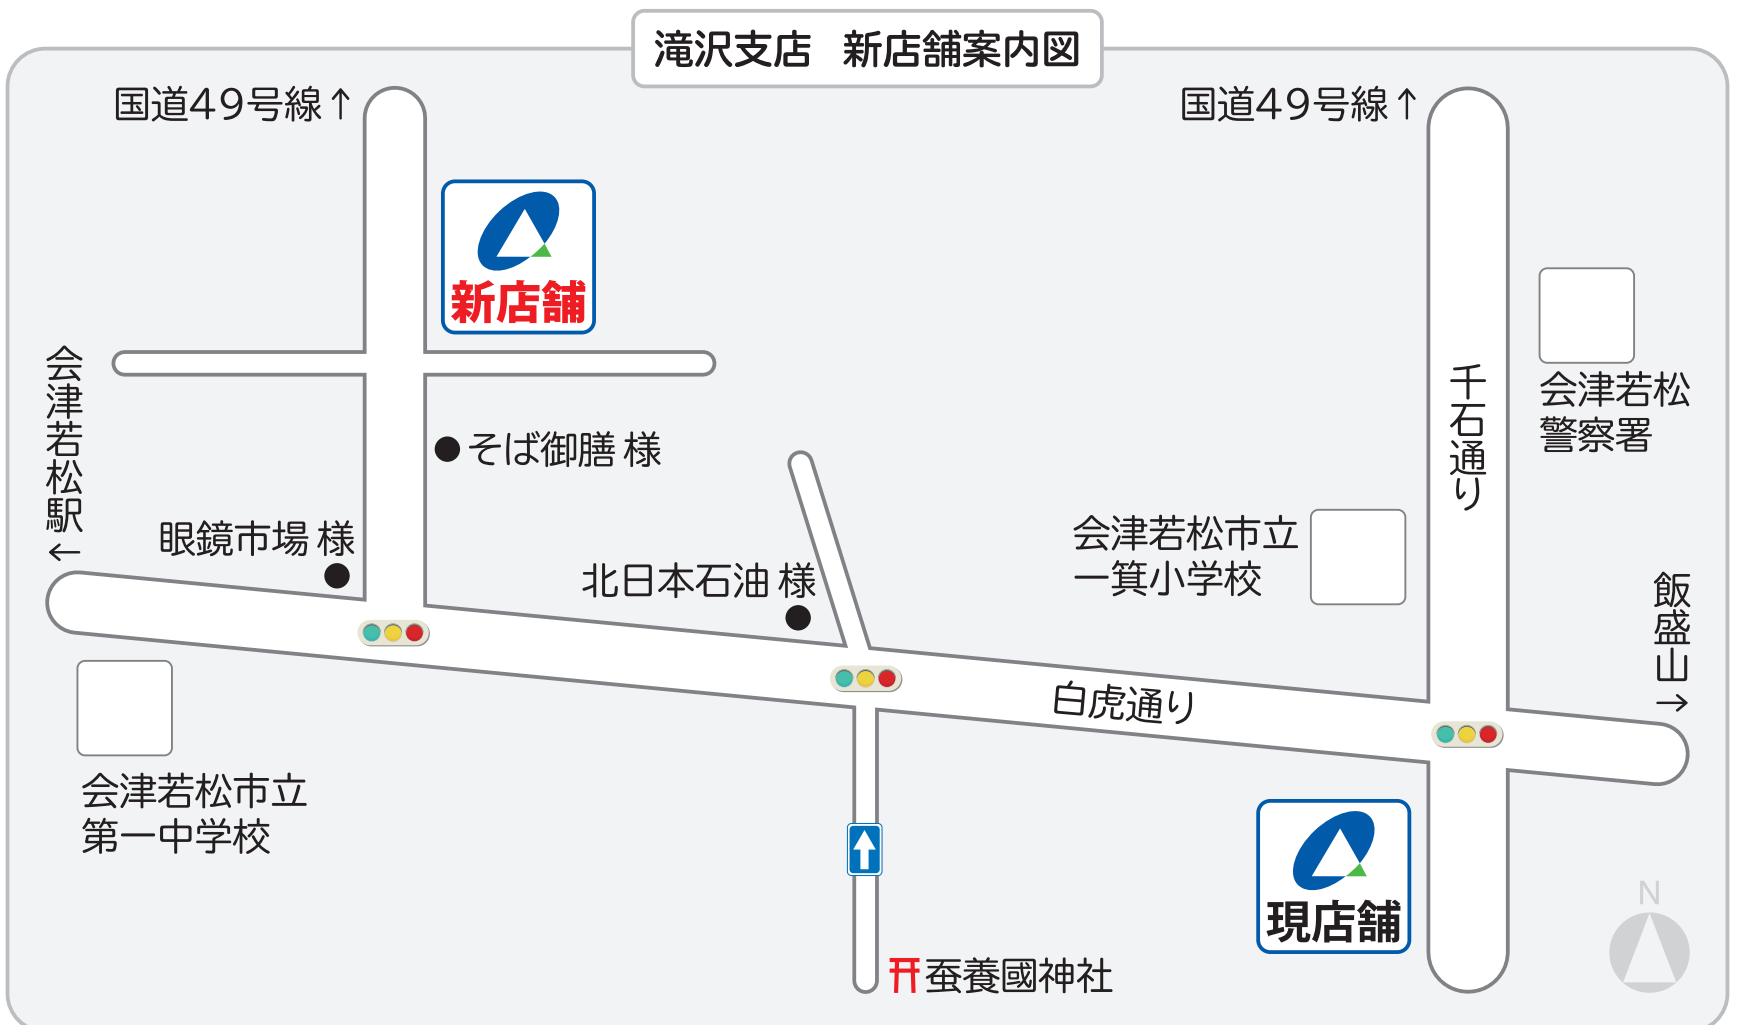 滝沢支店 新店舗案内図
国道49号線↑
国道49号線↑
新店舗
会津若松駅←
千石通り
会津若松
警察署
そば御膳 様
眼鏡市場 様
北日本石油 様
会津若松市立
一箕小学校
飯盛山→
白虎通り
会津若松市立
第一中学校
現店舗
N
蚕養國神社